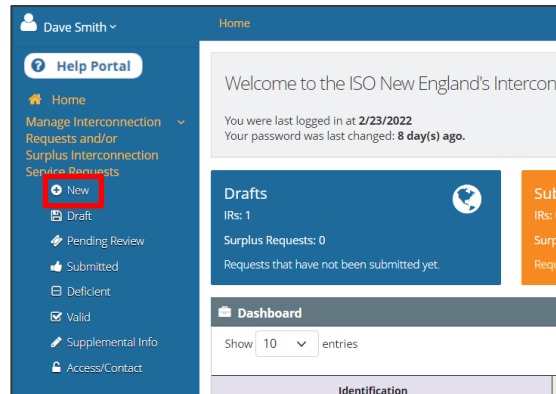 Dave Smith
Home
Help Portal
Home
Manage Interconnection
Requests and/or
Surplus Interconnection
Service Requests
New
Draft
Pending Review
Submitted
Deficient
Valid
Supplemental Info
Access/Contact
Welcome to the ISO New England's Intercon
You were last logged in at 2/23/2022
Your password was last changed: 8 day(s) ago.
Drafts
IRs: 1
Surplus Requests: 0
Requests that have not been submitted yet.
Sub
IRs:
Surp
Requ
Dashboard
Show 10 entries
Identification